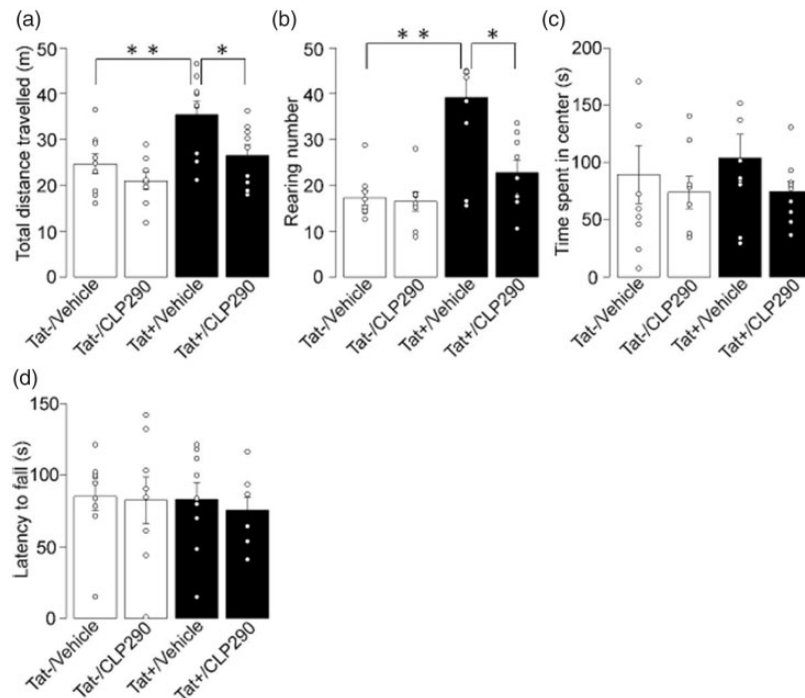 (a)
Total distance travelled (m)
50
40
30
20
10
0
* *
*
Tat-/Vehicle
Tat-/CLP290
Tat+/Vehicle
Tat+/CLP290
(b)
Rearing number
50
40
30
20
10
0
* *
*
Tat-/Vehicle
Tat-/CLP290
Tat+/Vehicle
Tat+/CLP290
(c)
Time spent in center (s)
200
150
100
50
0
Tat-/Vehicle
Tat-/CLP290
Tat+/Vehicle
Tat+/CLP290
(d)
Latency to fall (s)
150
100
50
0
Tat-/Vehicle
Tat-/CLP290
Tat+/Vehicle
Tat+/CLP290